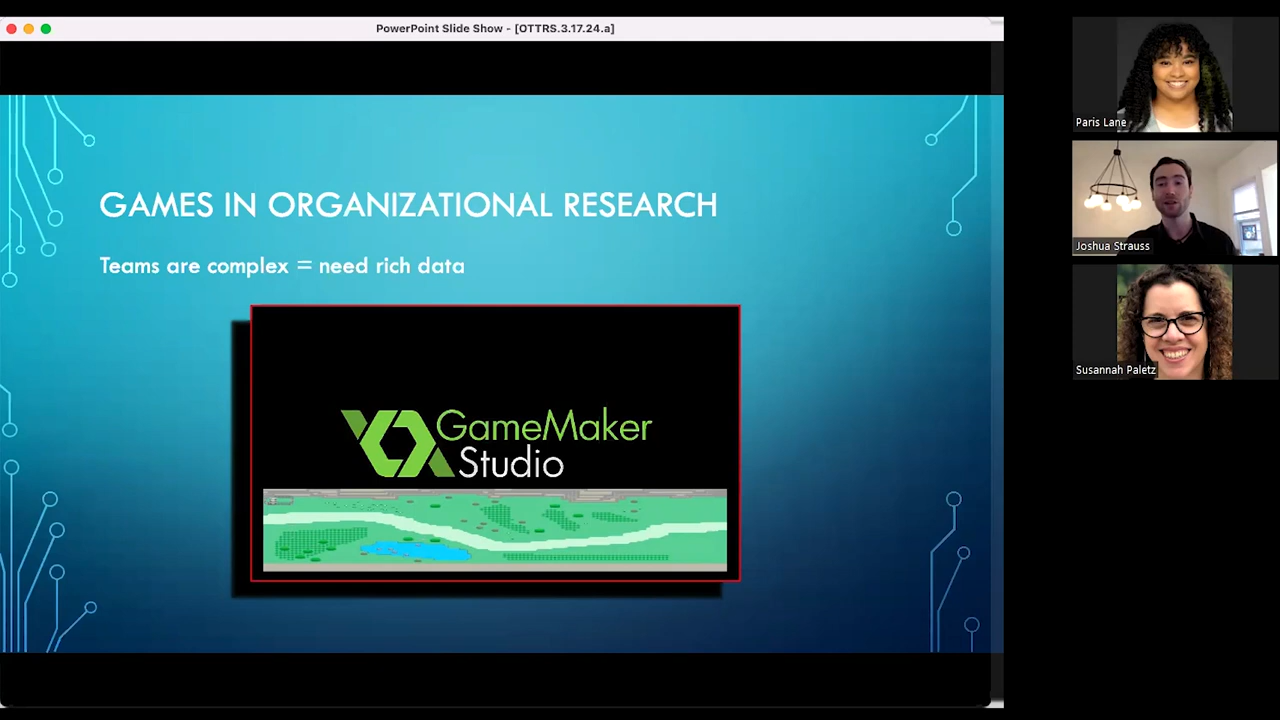 PowerPoint Slide Show - [OTTRS.3.17.24.a]
GAMES IN ORGANIZATIONAL RESEARCH
Teams are complex = need rich data
GameMaker
Studio
Paris Lane
Joshua Strauss
Susannah Paletz